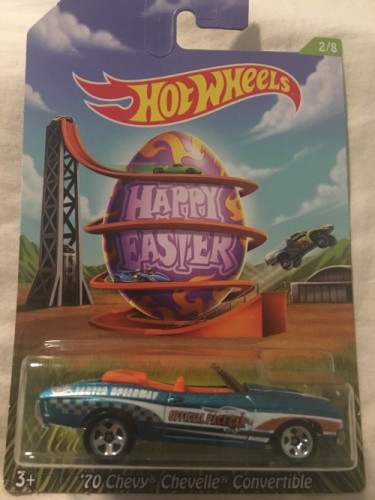 2/8
HOT WHEELS
HAPPY
EASTER
EASTER SPEEDWAY
OFFICIAL PACE CAR
3+
'70 Chevy® Chevelle® Convertible